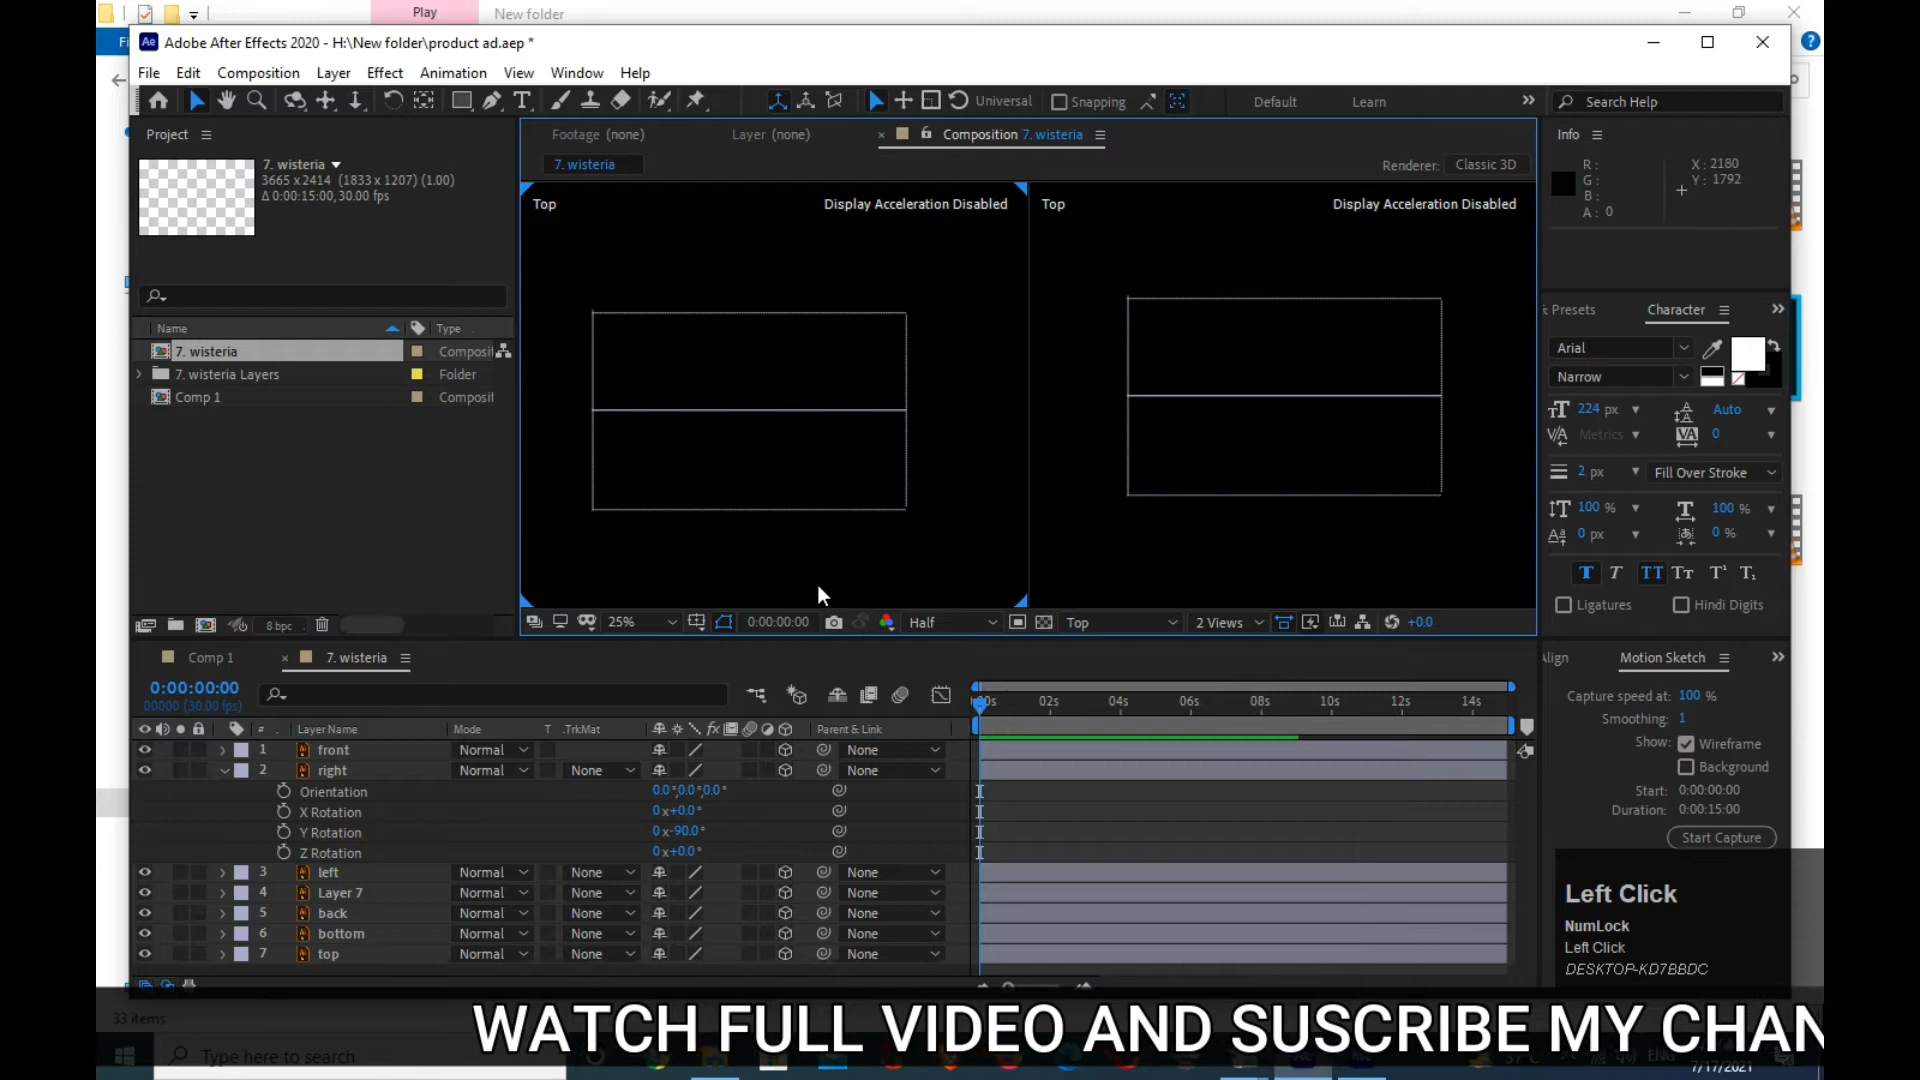 Play
New folder
Adobe After Effects 2020 - H:\New folder\product ad.aep *
File Edit Composition Layer Effect Animation View Window Help
Universal
Snapping
Default
Learn
Search Help
Project
Footage (none)
Layer (none)
Composition 7. wisteria
Info
7. wisteria
3665 x 2414 (1833 x 1207) (1.00)
Δ 0:00:15:00, 30.00 fps
7. wisteria
Renderer:
Classic 3D
R :
G :
B :
A : 0
X : 2180
Y : 1792
Top
Display Acceleration Disabled
Top
Display Acceleration Disabled
Name
Type
7. wisteria
Composit
7. wisteria Layers
Folder
Comp 1
Composit
Presets
Character
Arial
Narrow
224 px
Auto
Metrics
0
2 px
Fill Over Stroke
100 %
100 %
0 px
0 %
Ligatures
Hindi Digits
8 bpc
25%
0:00:00:00
Half
Top
2 Views
+0.0
Comp 1
7. wisteria
Align
Motion Sketch
0:00:00:00
00000 (30.00 fps)
02s 04s 06s 08s 10s 12s 14s
Capture speed at: 100 %
Smoothing: 1
Show: Wireframe
Background
Start: 0:00:00:00
Duration: 0:00:15:00
Start Capture
# Layer Name Mode T .TrkMat Parent & Link
1 front Normal None
2 right Normal None None
Orientation 0.0°,0.0°,0.0°
X Rotation 0x+0.0°
Y Rotation 0x-90.0°
Z Rotation 0x+0.0°
3 left Normal None None
4 Layer 7 Normal None None
5 back Normal None None
6 bottom Normal None None
7 top Normal None None
Left Click
NumLock
Left Click
DESKTOP-KD7BBDC
33 items
WATCH FULL VIDEO AND SUSCRIBE MY CHAN
Type here to search
ENG
7/17/2021